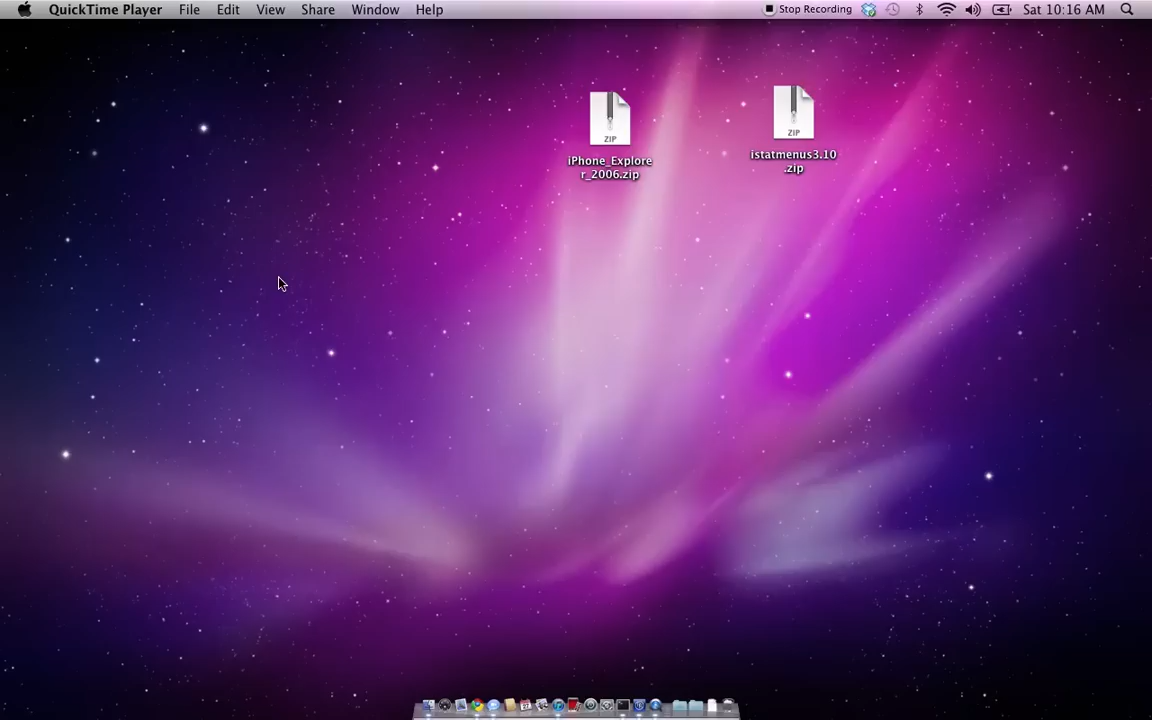 QuickTime Player File Edit View Share Window Help Stop Recording Sat 10:16 AM
ZIP
iPhone_Explore
r_2006.zip
ZIP
istatmenus3.10
.zip